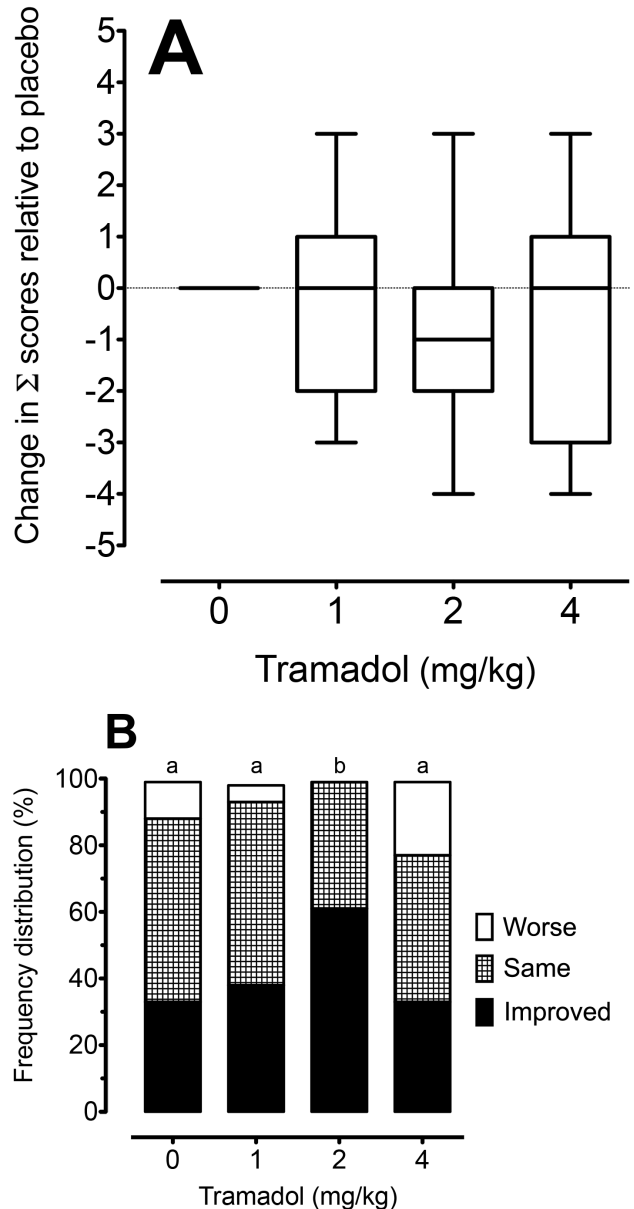 A
Change in Σ scores relative to placebo
5
4
3
2
1
0
-1
-2
-3
-4
-5
0 1 2 4
Tramadol (mg/kg)
B
a a b a
Frequency distribution (%)
100
80
60
40
20
0
Worse
Same
Improved
0 1 2 4
Tramadol (mg/kg)